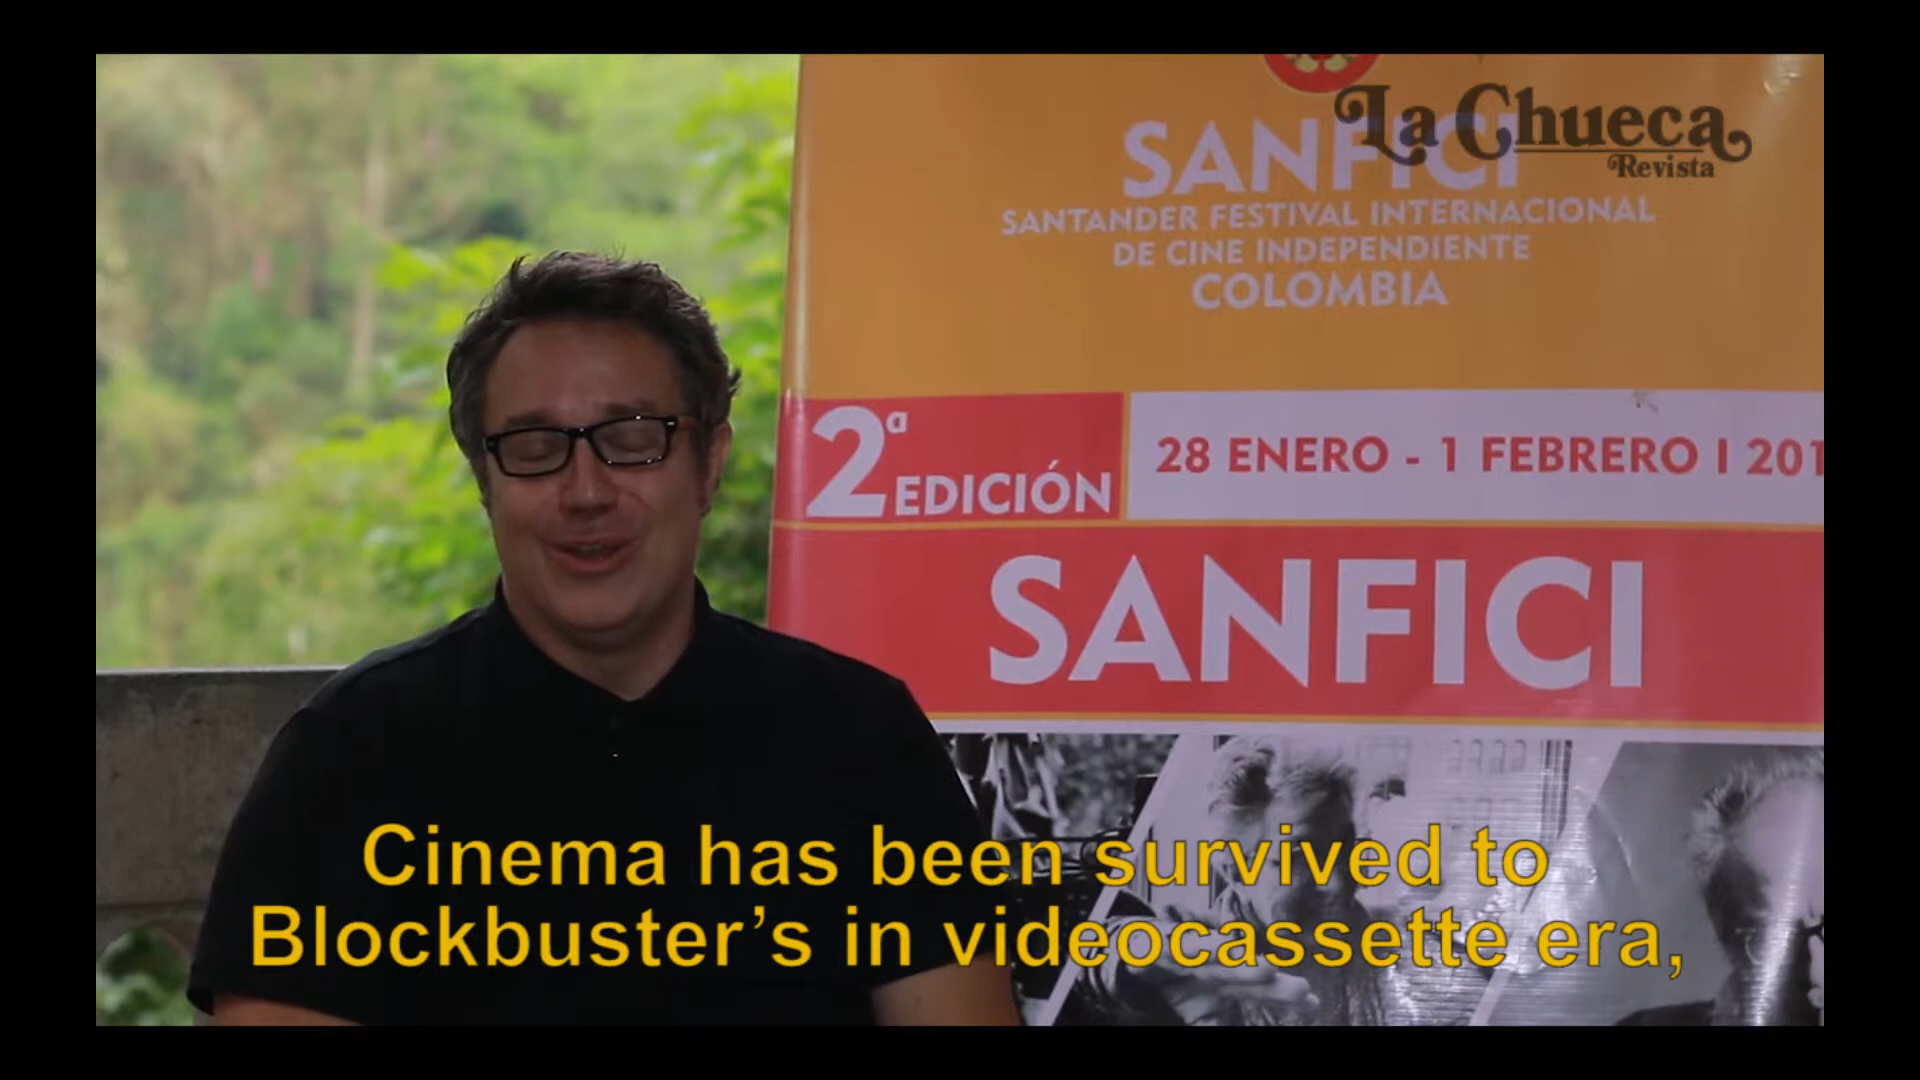 La Chueca
Revista
SANFICI
SANTANDER FESTIVAL INTERNACIONAL
DE CINE INDEPENDIENTE
COLOMBIA
2ª EDICIÓN
28 ENERO - 1 FEBRERO I 201
SANFICI
Cinema has been survived to
Blockbuster’s in videocassette era,